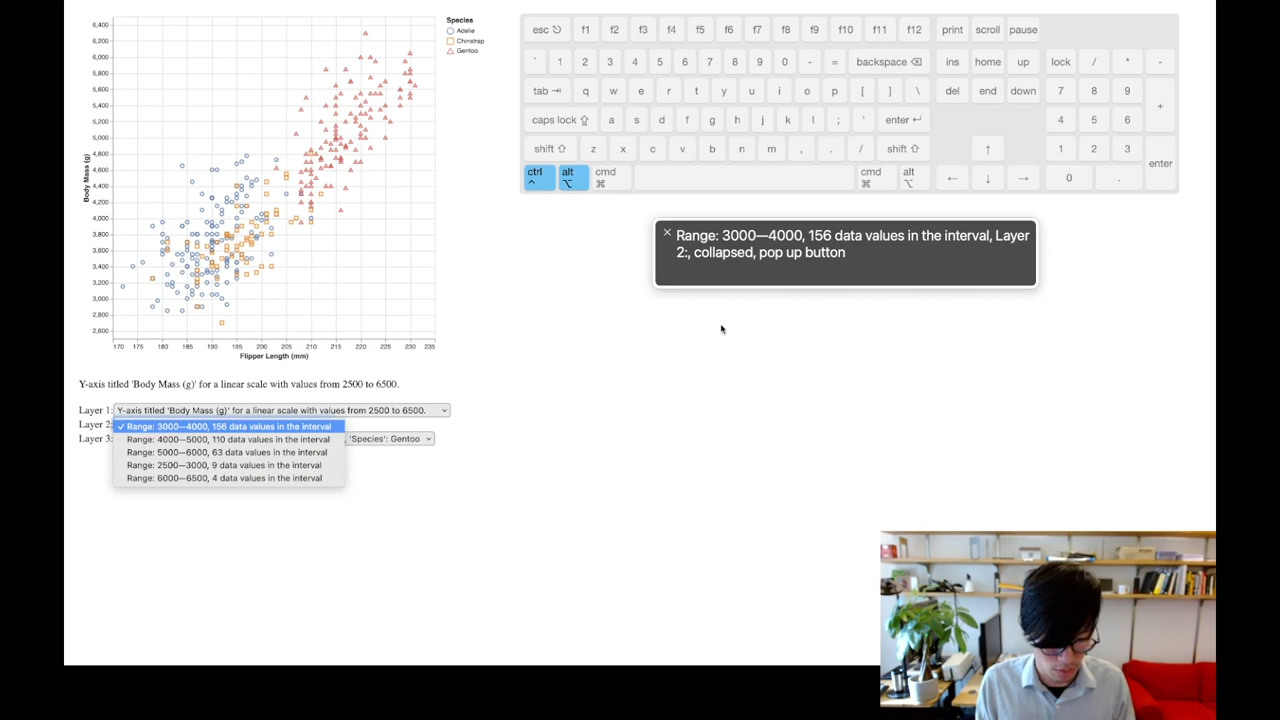 6,400
6,200
6,000
5,800
5,600
5,400
5,200
5,000
4,800
4,600
4,400
4,200
4,000
3,800
3,600
3,400
3,200
3,000
2,800
2,600
Body Mass (g)
170 175 180 185 190 195 200 205 210 215 220 225 230 235
Flipper Length (mm)
Species
Adelie
Chinstrap
Gentoo
esc f1 f2 f3 f4 f5 f6 f7 f8 f9 f10 f11 f12 print scroll pause
` 1 2 3 4 5 6 7 8 9 0 - = backspace ins home up lock / * -
tab q w e r t y u i o p [ ] \ del end down 7 8 9
+
caps lock a s d f g h j k l ; ' enter 4 5 6
shift z x c v b n m , . / shift ↑ 1 2 3
enter
ctrl alt cmd cmd alt ← ↓ → 0 .
^ ⌥ ⌘ ⌘ ⌥
× Range: 3000—4000, 156 data values in the interval, Layer
2:, collapsed, pop up button
Y-axis titled 'Body Mass (g)' for a linear scale with values from 2500 to 6500.
Layer 1: Y-axis titled 'Body Mass (g)' for a linear scale with values from 2500 to 6500.
Layer 2: ✓ Range: 3000—4000, 156 data values in the interval
Range: 4000—5000, 110 data values in the interval
Layer 3: , 'Species': Gentoo
Range: 5000—6000, 63 data values in the interval
Range: 2500—3000, 9 data values in the interval
Range: 6000—6500, 4 data values in the interval